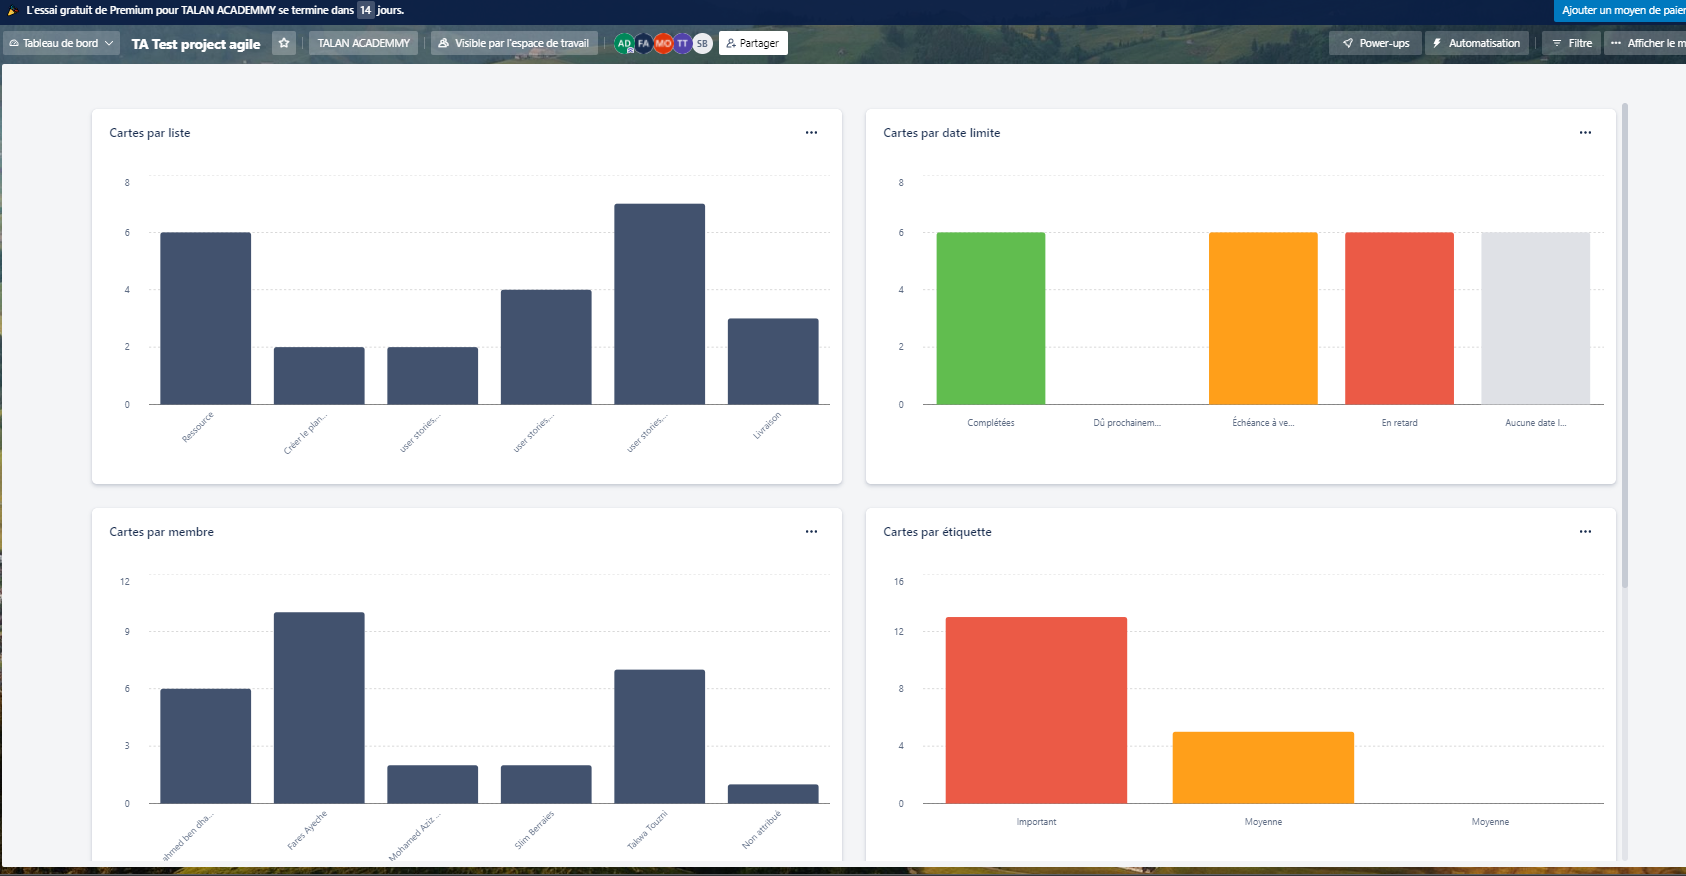 L'essai gratuit de Premium pour TALAN ACADEMMY se termine dans 14 jours.
Ajouter un moyen de paier
Tableau de bord
TA Test project agile
TALAN ACADEMMY
Visible par l'espace de travail
AD FA MO TT SB
Partager
Power-ups
Automatisation
Filtre
Afficher le m
Cartes par liste
8
6
4
2
0
Ressource
Créer le plan...
user stories,...
user stories,...
user stories,...
Livraison
Cartes par date limite
8
6
4
2
0
Complétées
Dû prochainem...
Échéance à ve...
En retard
Aucune date l...
Cartes par membre
12
9
6
3
0
ahmed ben dha...
Fares Ayeche
Mohamed Aziz ...
Slim Berraies
Takwa Touzni
Non attribué
Cartes par étiquette
16
12
8
4
0
Important
Moyenne
Moyenne